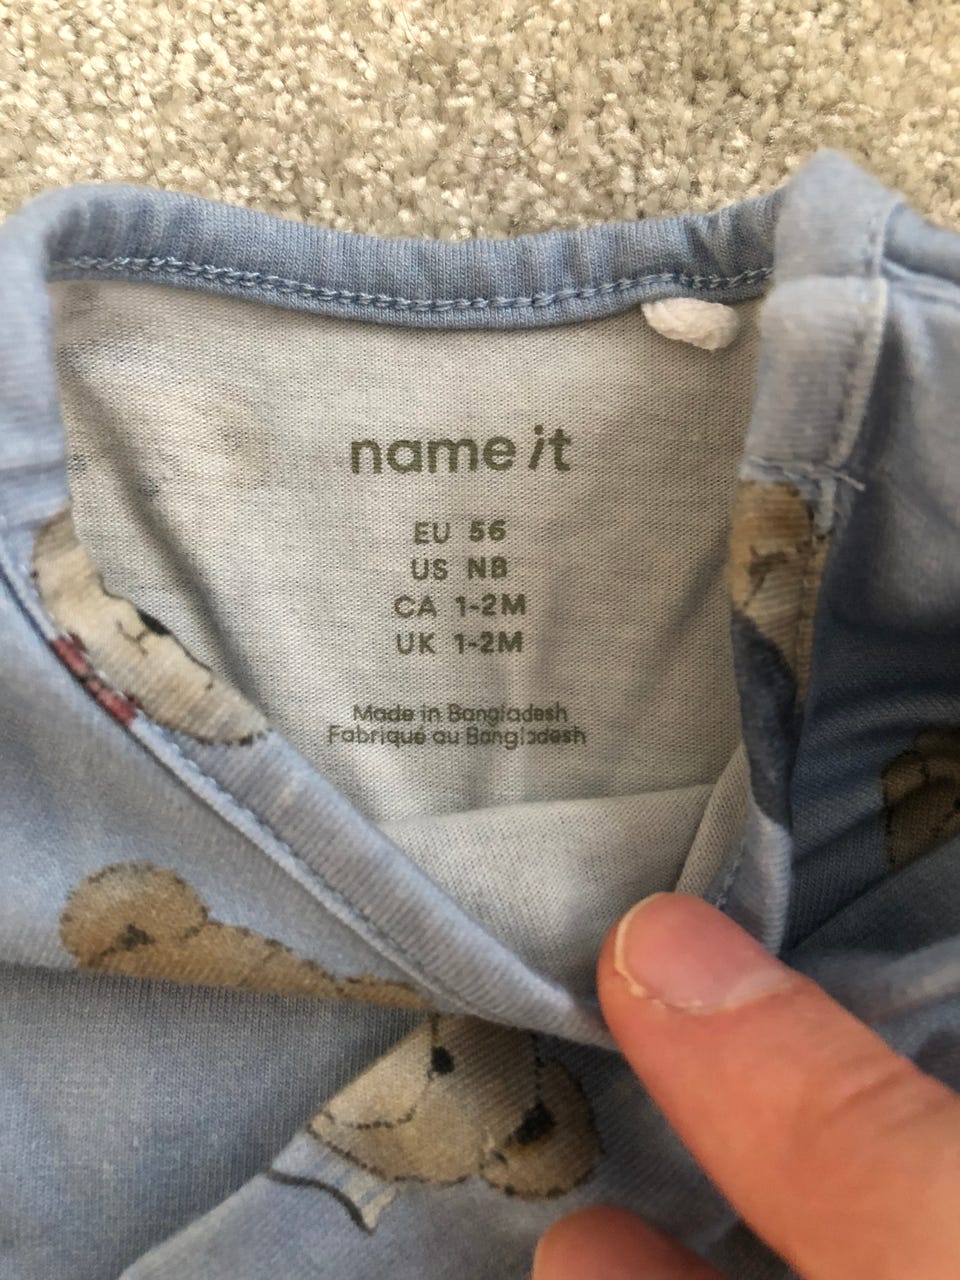 name it
EU 56
US NB
CA 1-2M
UK 1-2M
Made in Bangladesh
Fabriqué au Bangladesh